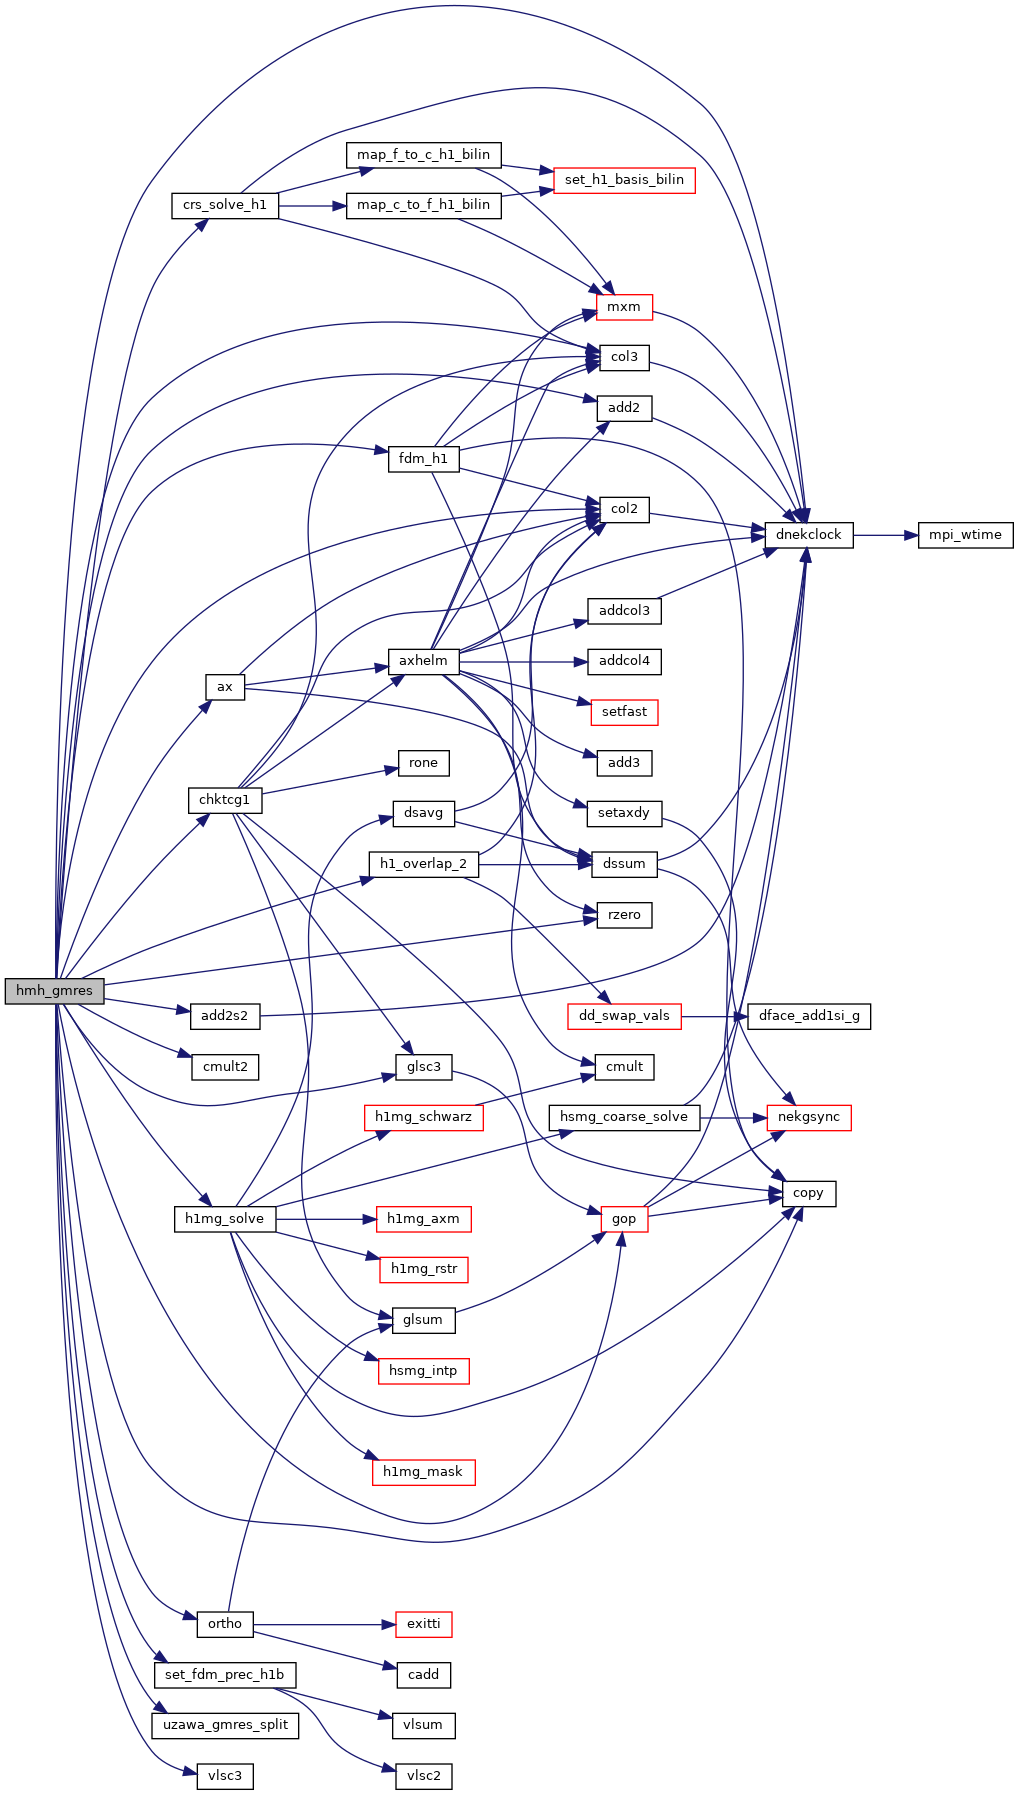 map_f_to_c_h1_bilin
set_h1_basis_bilin
crs_solve_h1
map_c_to_f_h1_bilin
mxm
col3
add2
fdm_h1
col2
dnekclock
mpi_wtime
addcol3
axhelm
addcol4
ax
setfast
rone
add3
chktcg1
dsavg
setaxdy
h1_overlap_2
dssum
rzero
hmh_gmres
add2s2
dd_swap_vals
dface_add1si_g
cmult2
glsc3
cmult
h1mg_schwarz
hsmg_coarse_solve
nekgsync
copy
h1mg_solve
h1mg_axm
gop
h1mg_rstr
glsum
hsmg_intp
h1mg_mask
ortho
exitti
set_fdm_prec_h1b
cadd
uzawa_gmres_split
vlsum
vlsc3
vlsc2